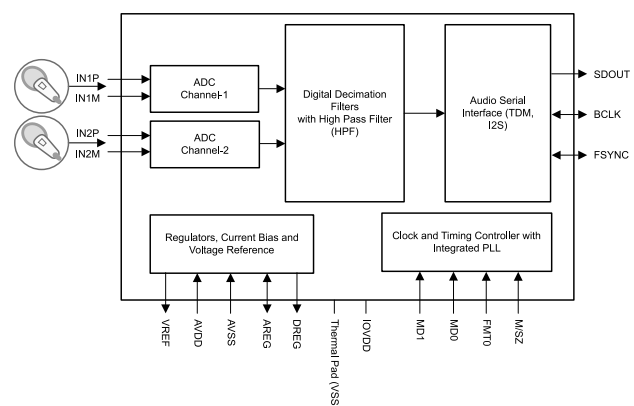 IN1P
IN1M
IN2P
IN2M
ADC
Channel-1
ADC
Channel-2
Digital Decimation
Filters
with High Pass Filter
(HPF)
Audio Serial
Interface (TDM,
I2S)
SDOUT
BCLK
FSYNC
Regulators, Current Bias and
Voltage Reference
Clock and Timing Controller with
Integrated PLL
VREF
AVDD
AVSS
AREG
DREG
Thermal Pad (VSS
IOVDD
MD1
MD0
FMT0
M/SZ